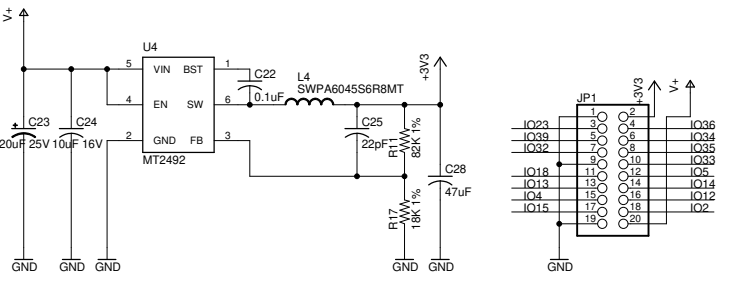 V+
U4
5 VIN BST 1
4 EN SW 6
2 GND FB 3
MT2492
C22
0.1uF
L4
SWPA6045S6R8MT
+3V3
C23
20uF 25V
C24
10uF 16V
C25
22pF
R11
82K 1%
C28
47uF
R17
18K 1%
GND
GND
GND
GND
GND
JP1
+3V3
V+
1 2
IO23 3 4 IO36
IO39 5 6 IO34
IO32 7 8 IO35
9 10 IO33
IO18 11 12 IO5
IO13 13 14 IO14
IO4 15 16 IO12
IO15 17 18 IO2
19 20
GND